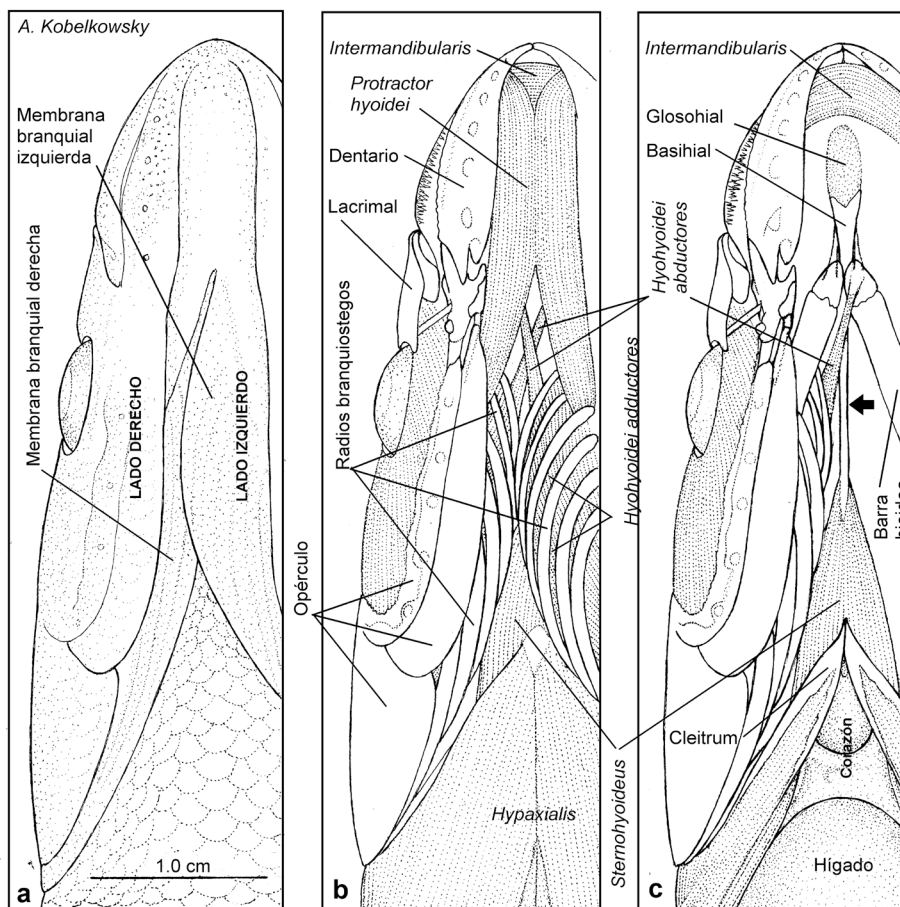 A. Kobelkowsky
Membrana
branquial
izquierda
Membrana branquial derecha
LADO DERECHO
LADO IZQUIERDO
1.0 cm
a
Intermandibularis
Protractor
hyoidei
Dentario
Lacrimal
Radios branquiostegos
Opérculo
Hypaxialis
b
Hyohyoidei
abductores
Hyohyoidei adductores
Sternohyoideus
Intermandibularis
Glosohial
Basihial
Barra
Cleitrum
Corazón
Hígado
c